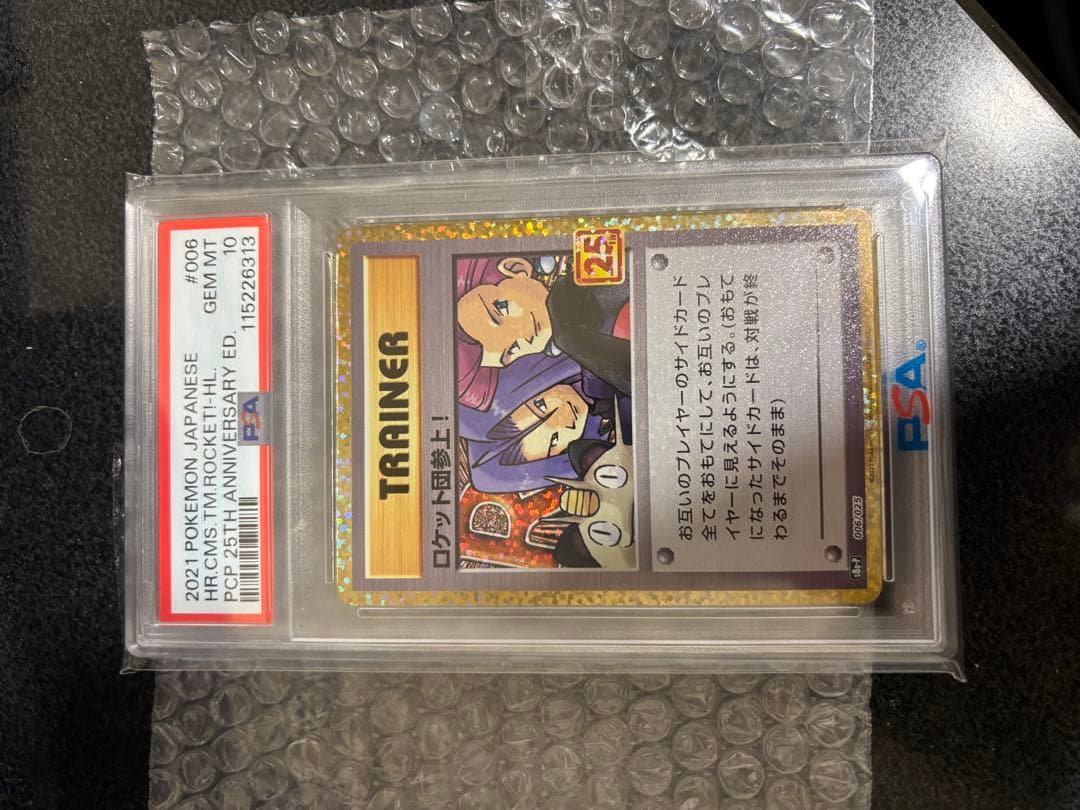 2021 POKEMON JAPANESE #006
HR.CMS.TM.ROCKET!-HL. GEM MT
PCP 25TH ANNIVERSARY ED. 10
115226313
PSA
TRAINER
ロケット団参上!
25
お互いのプレイヤーのサイドカード
全てをおもてにして、お互いのプレ
イヤーに見えるようにする。(おもて
になったサイドカードは、対戦が終
わるまでそのまま)
s8a-P 006/025
PSA®